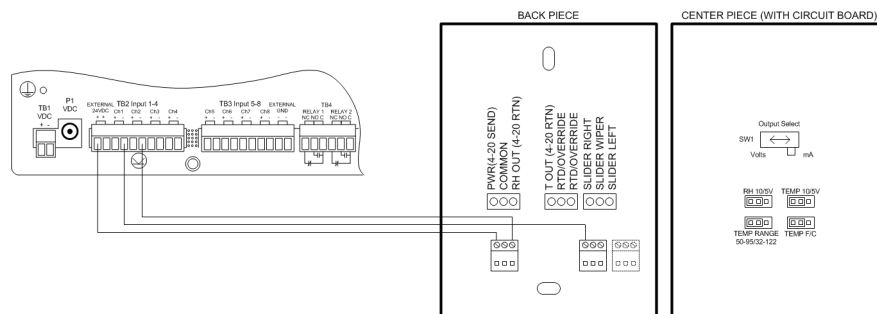 BACK PIECE
CENTER PIECE (WITH CIRCUIT BOARD)
TB1
VDC
+ -
P1
VDC
EXTERNAL
24VDC
+ +
TB2 Input 1-4
Ch1 Ch2 Ch3 Ch4
+ - + - + - + -
TB3 Input 5-8
Ch5 Ch6 Ch7 Ch8
+ - + - + - + -
EXTERNAL
GND
- -
TB4
RELAY 1 RELAY 2
NC NO C NC NO C
PWR(4-20 SEND)
COMMON
RH OUT (4-20 RTN)
T OUT (4-20 RTN)
RTD/OVERRIDE
RTD/OVERRIDE
SLIDER RIGHT
SLIDER WIPER
SLIDER LEFT
Output Select
SW1
Volts mA
RH 10/5V TEMP 10/5V
TEMP RANGE
50-95/32-122
TEMP F/C